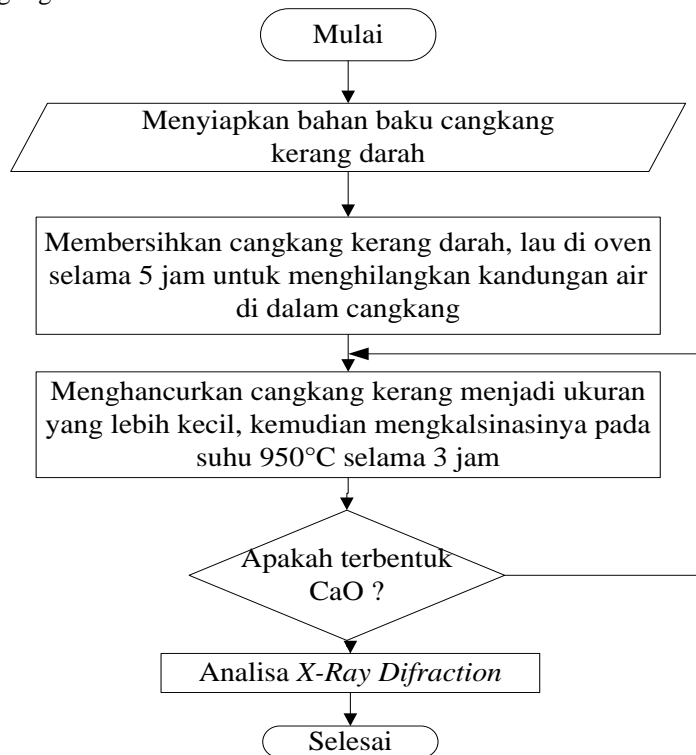 Mulai
Menyiapkan bahan baku cangkang
kerang darah
Membersihkan cangkang kerang darah, lau di oven
selama 5 jam untuk menghilangkan kandungan air
di dalam cangkang
Menghancurkan cangkang kerang menjadi ukuran
yang lebih kecil, kemudian mengkalsinasinya pada
suhu 950°C selama 3 jam
Apakah terbentuk
CaO ?
Analisa X-Ray Difraction
Selesai